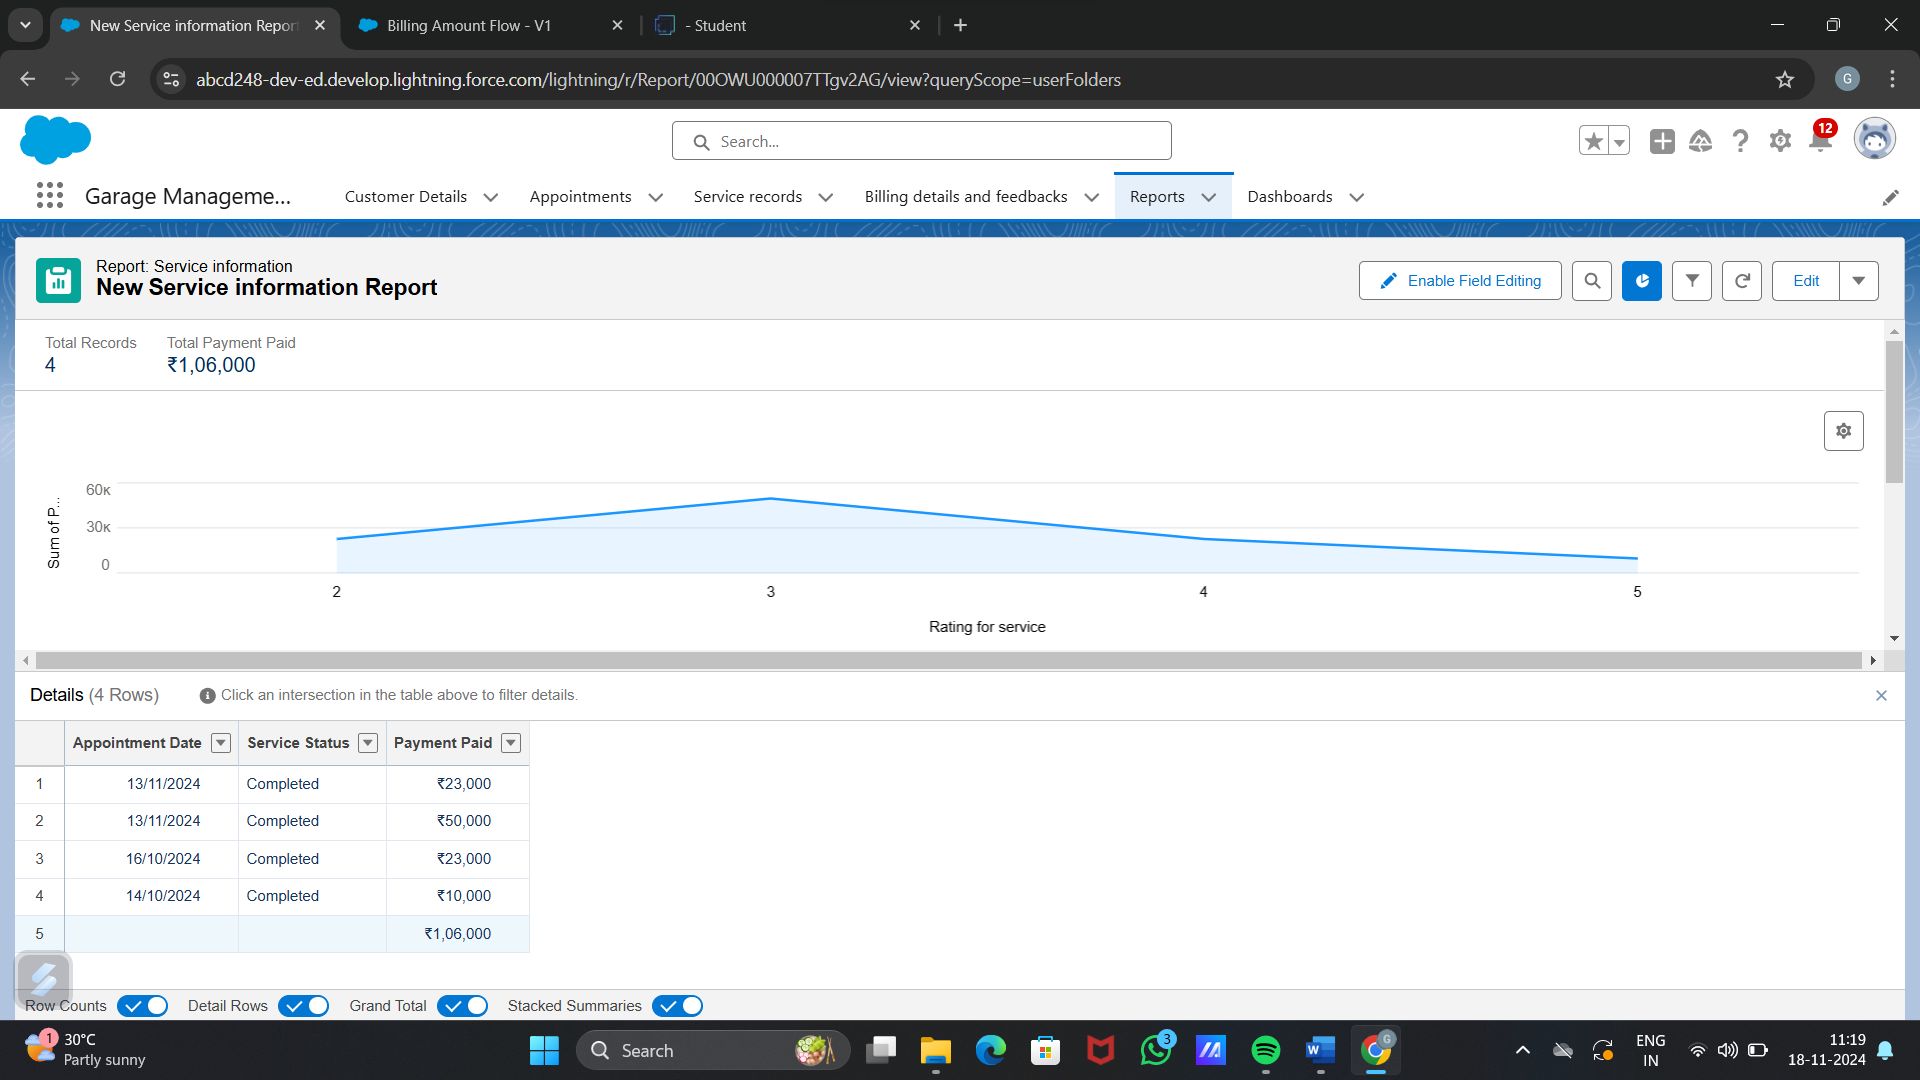 New Service information Repor
Billing Amount Flow - V1
- Student
abcd248-dev-ed.develop.lightning.force.com/lightning/r/Report/00OWU000007TTgv2AG/view?queryScope=userFolders
G
Search...
12
Garage Manageme...
Customer Details
Appointments
Service records
Billing details and feedbacks
Reports
Dashboards
Report: Service information
New Service information Report
Enable Field Editing
Edit
Total Records
4
Total Payment Paid
₹1,06,000
Sum of P...
60K
30K
0
2
3
4
5
Rating for service
Details (4 Rows)
Click an intersection in the table above to filter details.
Appointment Date Service Status Payment Paid
1 13/11/2024 Completed ₹23,000
2 13/11/2024 Completed ₹50,000
3 16/10/2024 Completed ₹23,000
4 14/10/2024 Completed ₹10,000
5 ₹1,06,000
Row Counts
Detail Rows
Grand Total
Stacked Summaries
1
30°C
Partly sunny
Search
3
W
G
ENG
IN
11:19
18-11-2024